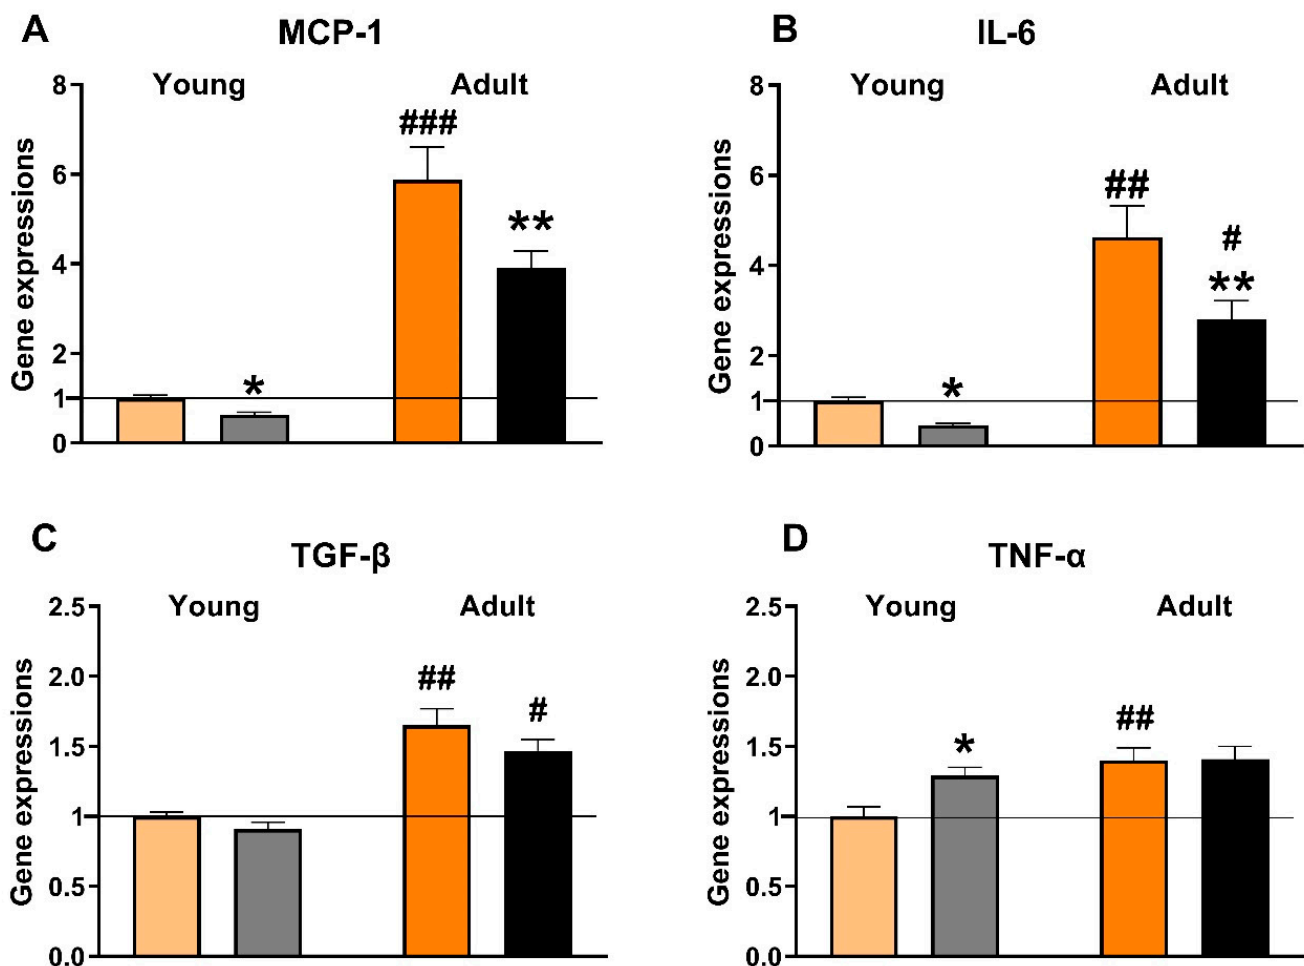 A
MCP-1
Young
Adult
Gene expressions
8
6
4
2
1
0
###
**
*
B
IL-6
Young
Adult
Gene expressions
8
6
4
2
1
0
##
#
**
*
C
TGF-β
Young
Adult
Gene expressions
2.5
2.0
1.5
1
0.5
0.0
##
#
D
TNF-α
Young
Adult
Gene expressions
2.5
2.0
1.5
1
0.5
0.0
*
##